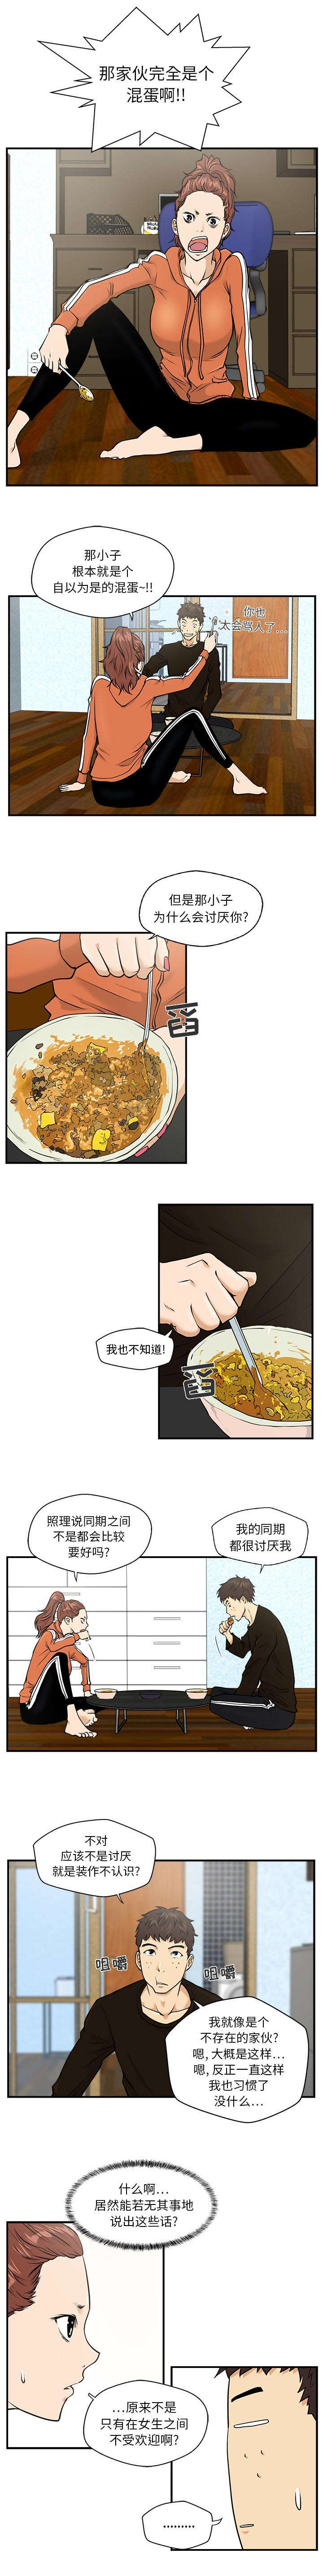 那家伙完全是个
混蛋啊!!
那小子
根本就是个
自以为是的混蛋~!!
你也
太会骂人了...
但是那小子
为什么会讨厌你?
舀
我也不知道!
舀
照理说同期之间
不是都会比较
要好吗?
我的同期
都很讨厌我
不对
应该不是讨厌
就是装作不认识?
咀嚼
咀嚼
我就像是个
不存在的家伙?
嗯, 大概是这样...
嗯, 反正一直这样
我也习惯了
没什么...
什么啊...
居然能若无其事地
说出这些话?
...原来不是
只有在女生之间
不受欢迎啊?
.........